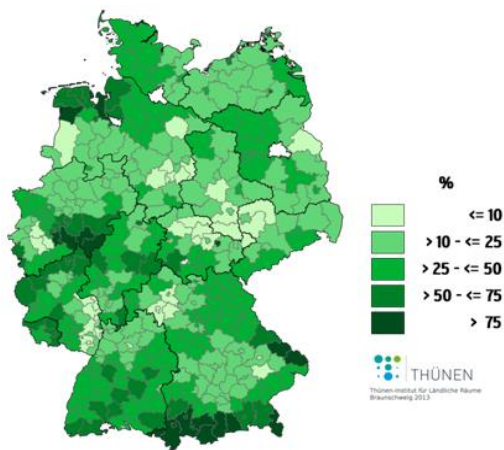 %
<= 10
> 10 - <= 25
> 25 - <= 50
> 50 - <= 75
> 75
THÜNEN
Thünen-Institut für Ländliche Räume
Braunschweig 2013